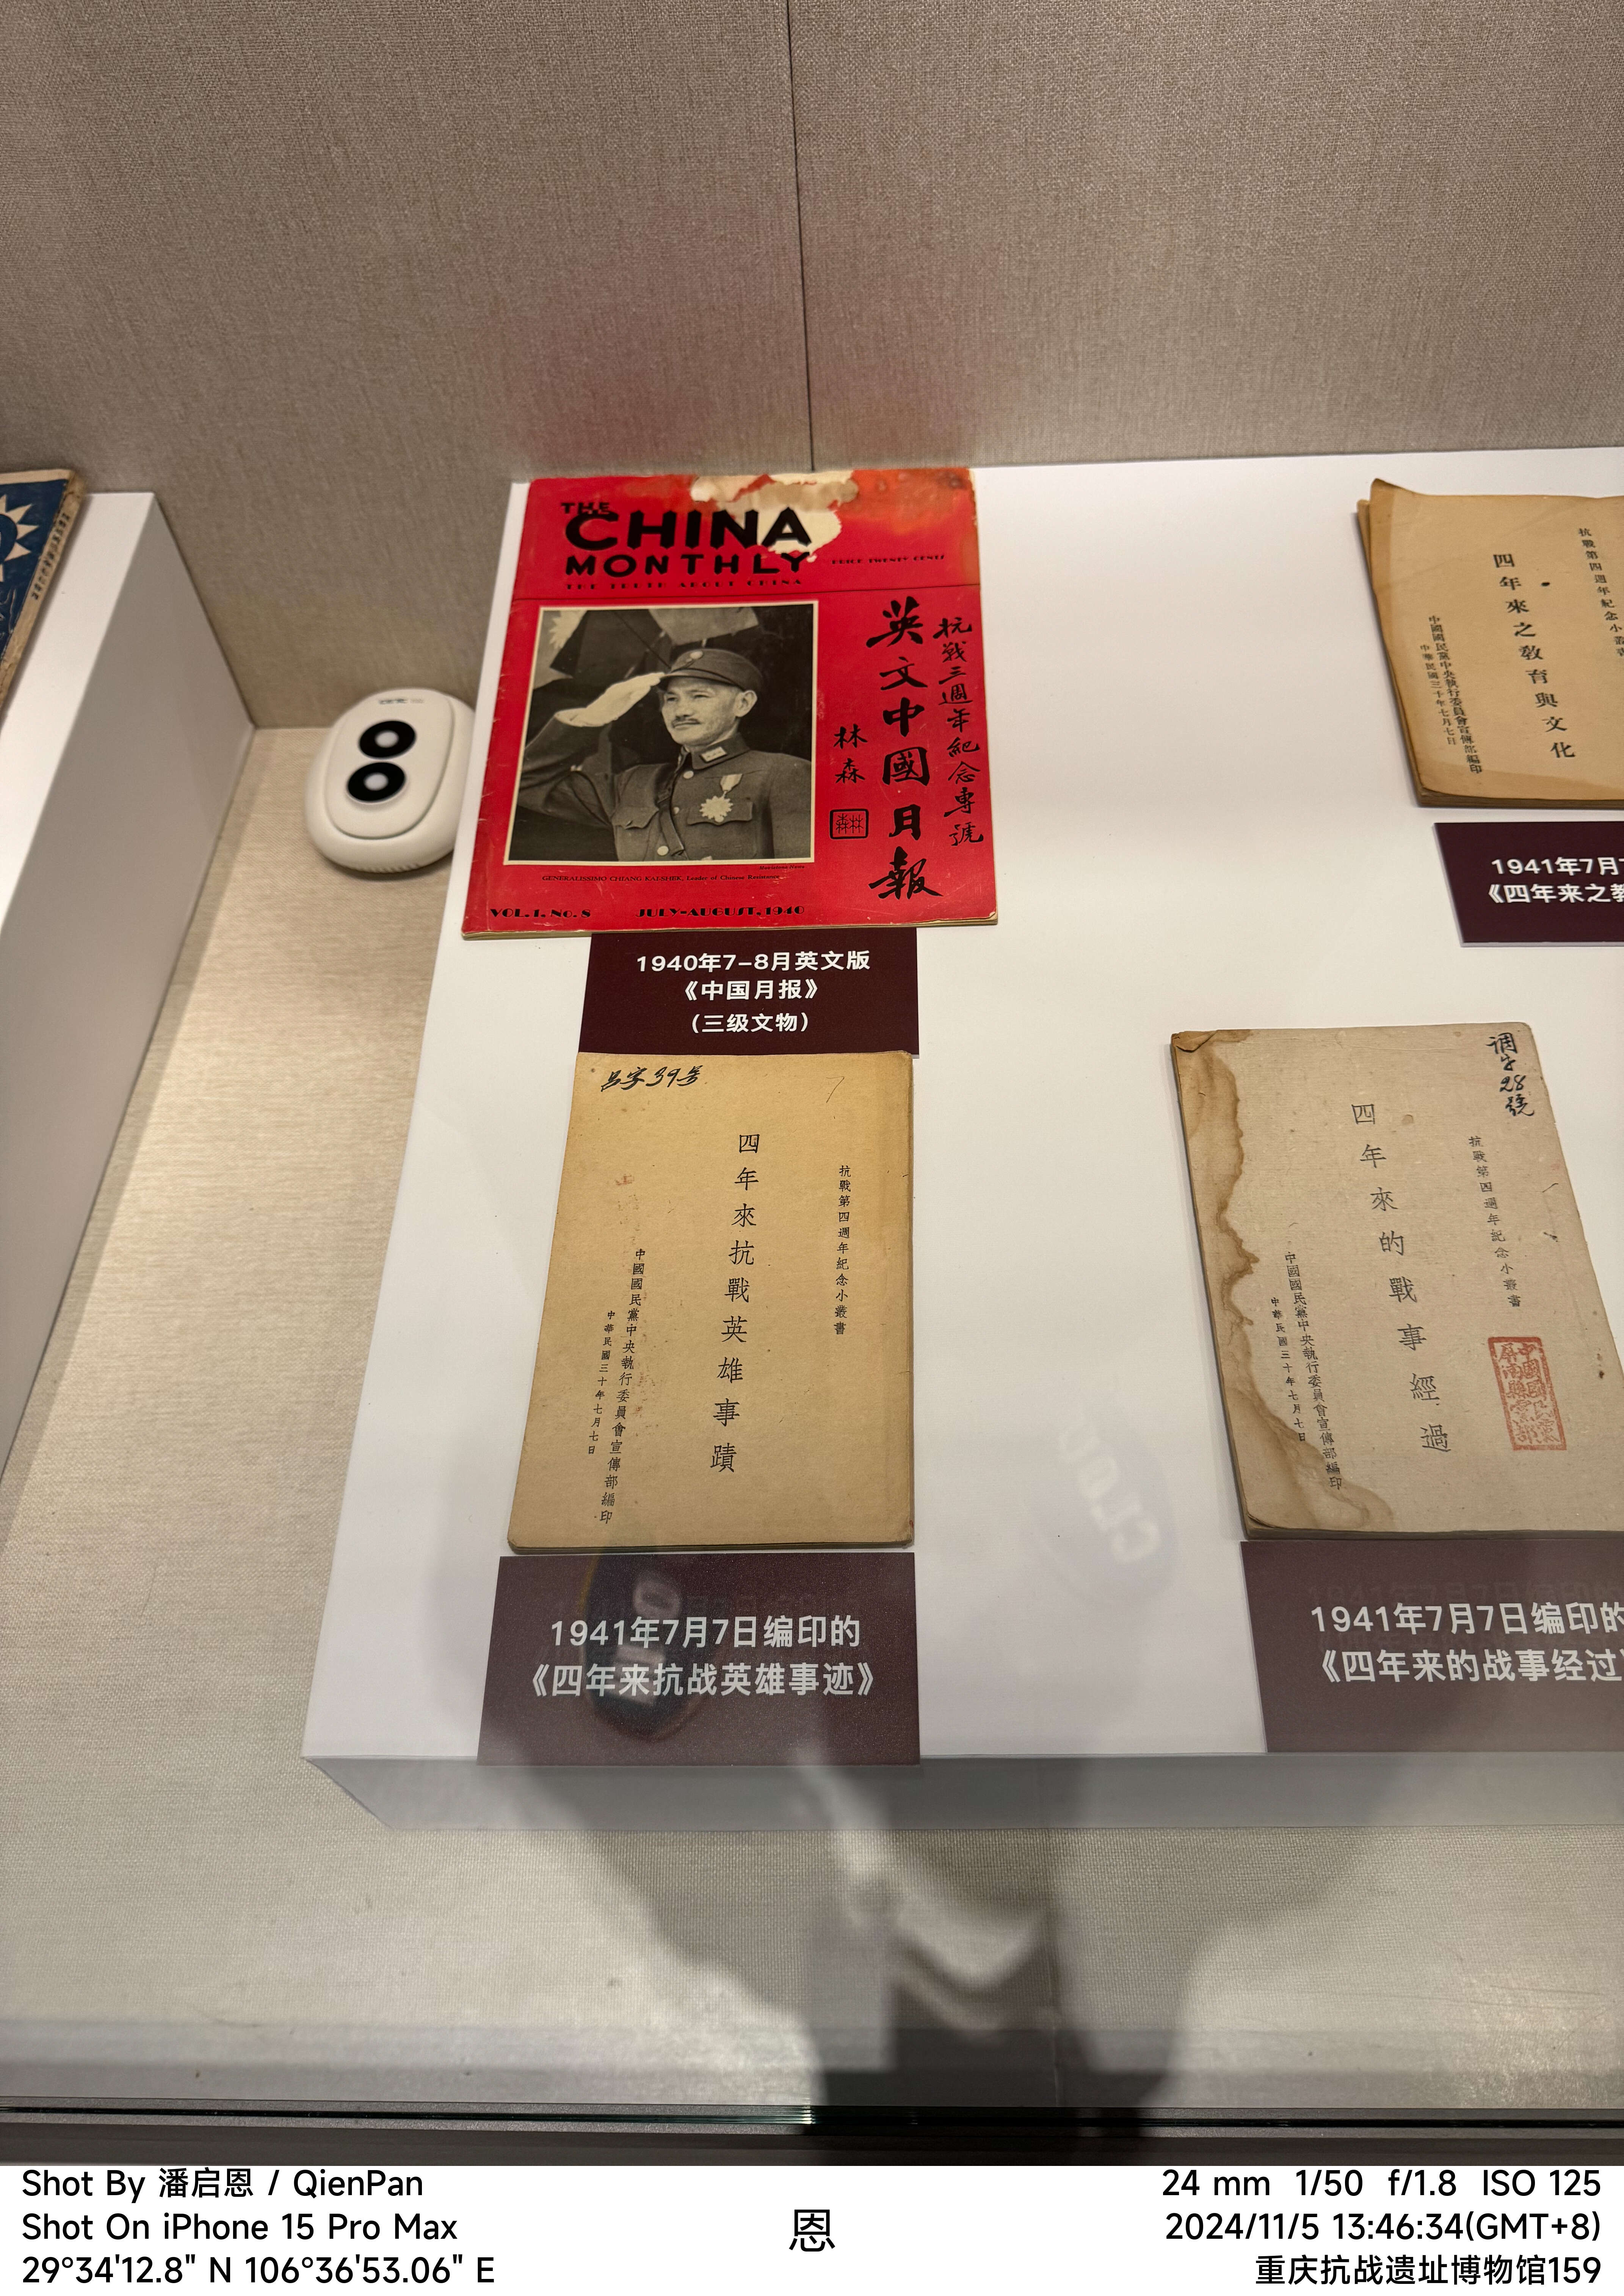 THE
CHINA
MONTHLY
PRICE TWENTY CENTS
THE TRUTH ABOUT CHINA
抗戰三週年紀念專號
英文中國月報
林森
GENERALISSIMO CHIANG KAI-SHEK, Leader of Chinese Resistance
VOL. 1, No. 8
JULY-AUGUST, 1940
1940年7-8月英文版
《中国月报》
（三级文物）
抗戰第四週年紀念小叢書
四年來之教育與文化
中國國民黨中央執行委員會宣傳部編印
中華民國三十年七月七日
1941年7月7
《四年来之教
39号
抗戰第四週年紀念小叢書
四年來抗戰英雄事蹟
中國國民黨中央執行委員會宣傳部編印
中華民國三十年七月七日
1941年7月7日编印的
《四年来抗战英雄事迹》
调字28號
抗戰第四週年紀念小叢書
四年來的戰事經過
中國國民黨中央執行委員會宣傳部編印
中華民國三十年七月七日
1941年7月7日编印的
《四年来的战事经过》
Shot By 潘启恩 / QienPan
Shot On iPhone 15 Pro Max
29°34'12.8" N 106°36'53.06" E
恩
24 mm 1/50 f/1.8 ISO 125
2024/11/5 13:46:34(GMT+8)
重庆抗战遗址博物馆159